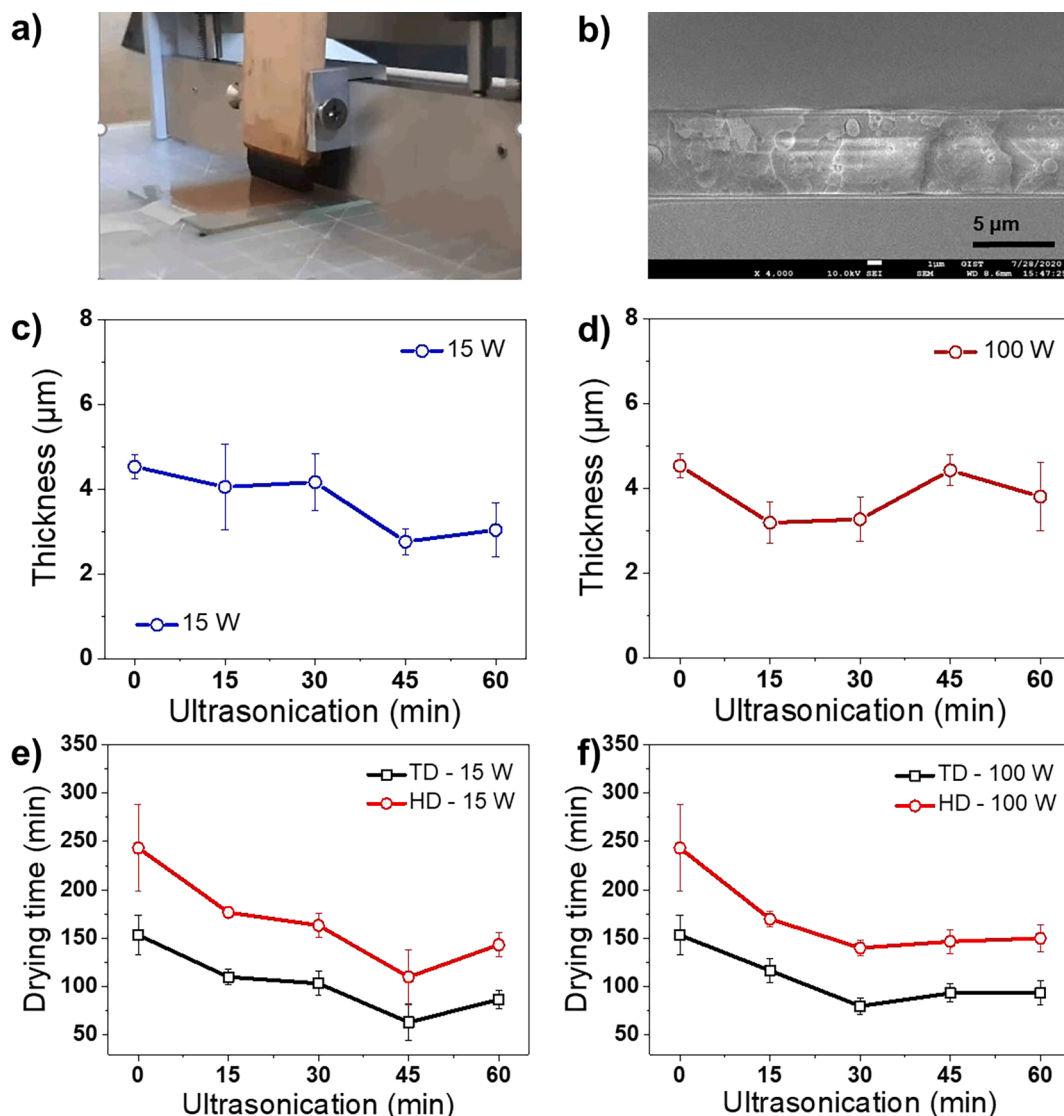 a)
b)
5 µm
1µm GIST 7/28/2020
X 4,000 10.0kV SEI SEM WD 8.6mm 15:47:25
c)
8
6
4
2
0
Thickness (µm)
15 W
15 W
0 15 30 45 60
Ultrasonication (min)
d)
8
6
4
2
0
Thickness (µm)
100 W
0 15 30 45 60
Ultrasonication (min)
e)
350
300
250
200
150
100
50
Drying time (min)
TD - 15 W
HD - 15 W
0 15 30 45 60
Ultrasonication (min)
f)
350
300
250
200
150
100
50
Drying time (min)
TD - 100 W
HD - 100 W
0 15 30 45 60
Ultrasonication (min)